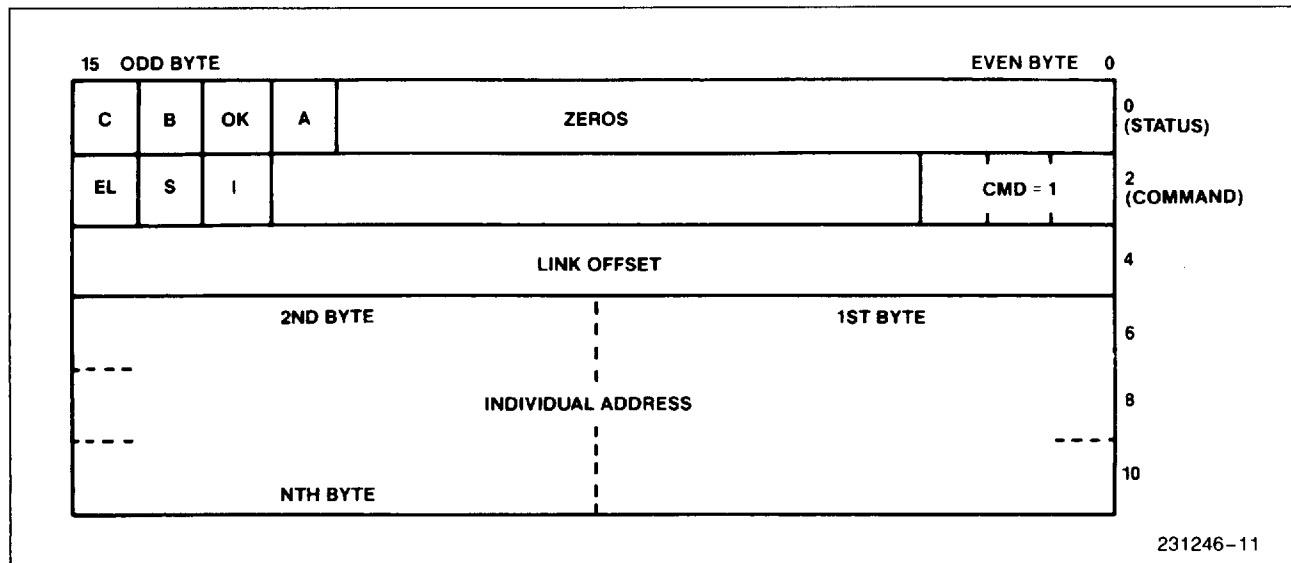 15 ODD BYTE EVEN BYTE 0
C B OK A ZEROS 0
(STATUS)
EL S I CMD = 1 2
(COMMAND)
LINK OFFSET 4
2ND BYTE 1ST BYTE 6
INDIVIDUAL ADDRESS 8
NTH BYTE 10
231246-11